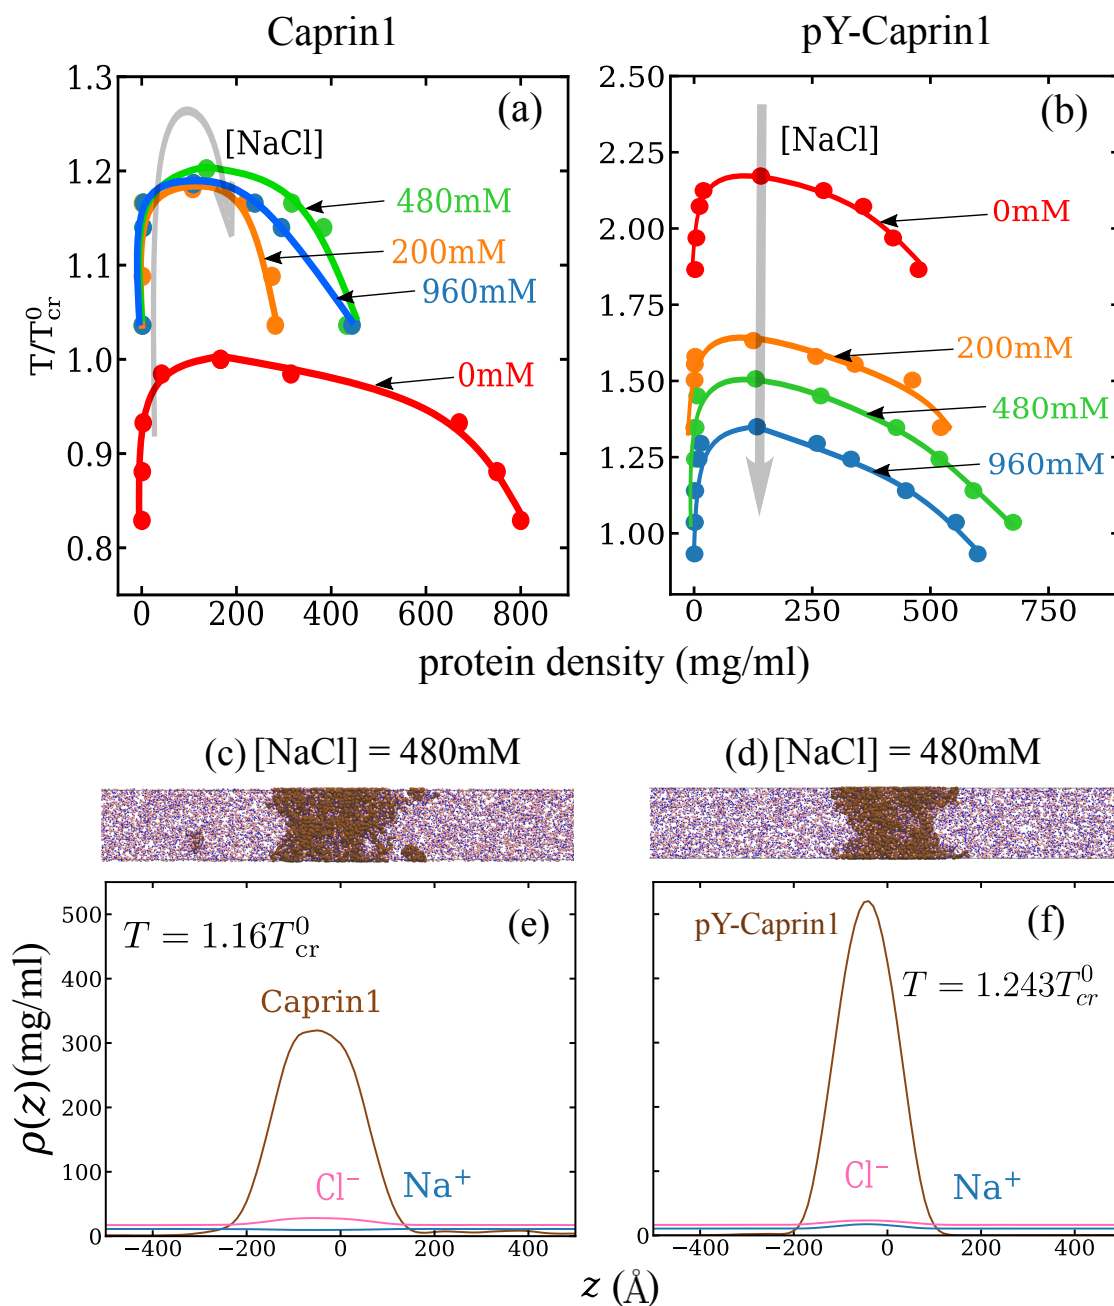 Caprin1
pY-Caprin1
(a)
[NaCl]
480mM
200mM
960mM
0mM
T/T⁰cr
1.3
1.2
1.1
1.0
0.9
0.8
0 200 400 600 800
(b)
[NaCl]
0mM
200mM
480mM
960mM
2.50
2.25
2.00
1.75
1.50
1.25
1.00
0 250 500 750
protein density (mg/ml)
(c) [NaCl] = 480mM
(d) [NaCl] = 480mM
(e)
T = 1.16T⁰cr
Caprin1
Cl⁻
Na⁺
ρ(z)(mg/ml)
500
400
300
200
100
0
−400 −200 0 200 400
(f)
pY-Caprin1
T = 1.243T⁰cr
Cl⁻
Na⁺
−400 −200 0 200 400
z (Å)